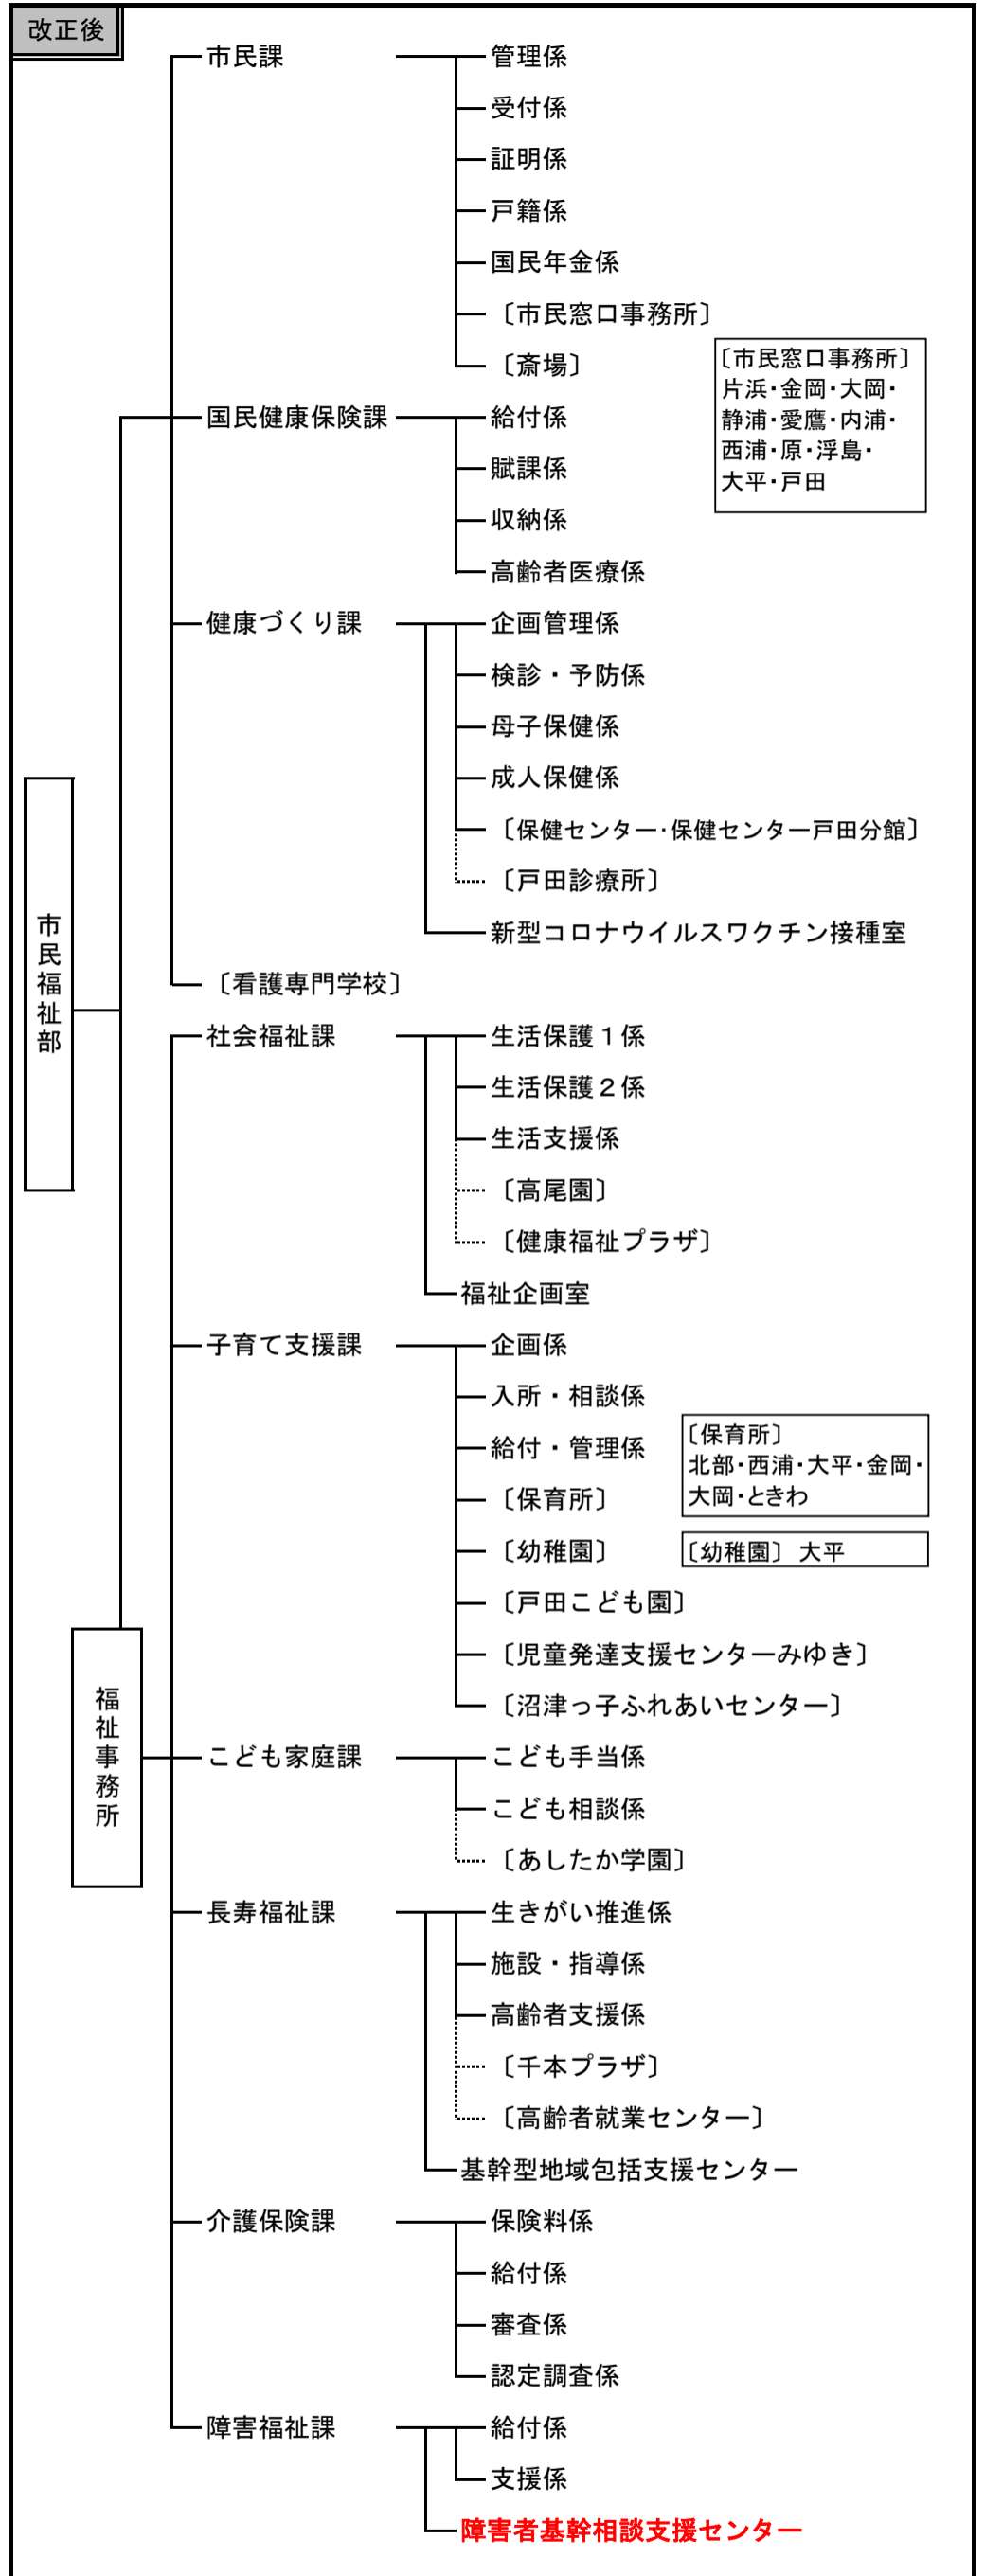 改正後
市民課
管理係
受付係
証明係
戸籍係
国民年金係
〔市民窓口事務所〕
〔斎場〕
〔市民窓口事務所〕
片浜・金岡・大岡・
静浦・愛鷹・内浦・
西浦・原・浮島・
大平・戸田
国民健康保険課
給付係
賦課係
収納係
高齢者医療係
健康づくり課
企画管理係
検診・予防係
母子保健係
成人保健係
〔保健センター・保健センター戸田分館〕
〔戸田診療所〕
新型コロナウイルスワクチン接種室
〔看護専門学校〕
市民福祉部
社会福祉課
生活保護１係
生活保護２係
生活支援係
〔高尾園〕
〔健康福祉プラザ〕
福祉企画室
子育て支援課
企画係
入所・相談係
給付・管理係
〔保育所〕
〔幼稚園〕
〔戸田こども園〕
〔児童発達支援センターみゆき〕
〔沼津っ子ふれあいセンター〕
〔保育所〕
北部・西浦・大平・金岡・
大岡・ときわ
〔幼稚園〕 大平
福祉事務所
こども家庭課
こども手当係
こども相談係
〔あしたか学園〕
長寿福祉課
生きがい推進係
施設・指導係
高齢者支援係
〔千本プラザ〕
〔高齢者就業センター〕
基幹型地域包括支援センター
介護保険課
保険料係
給付係
審査係
認定調査係
障害福祉課
給付係
支援係
障害者基幹相談支援センター